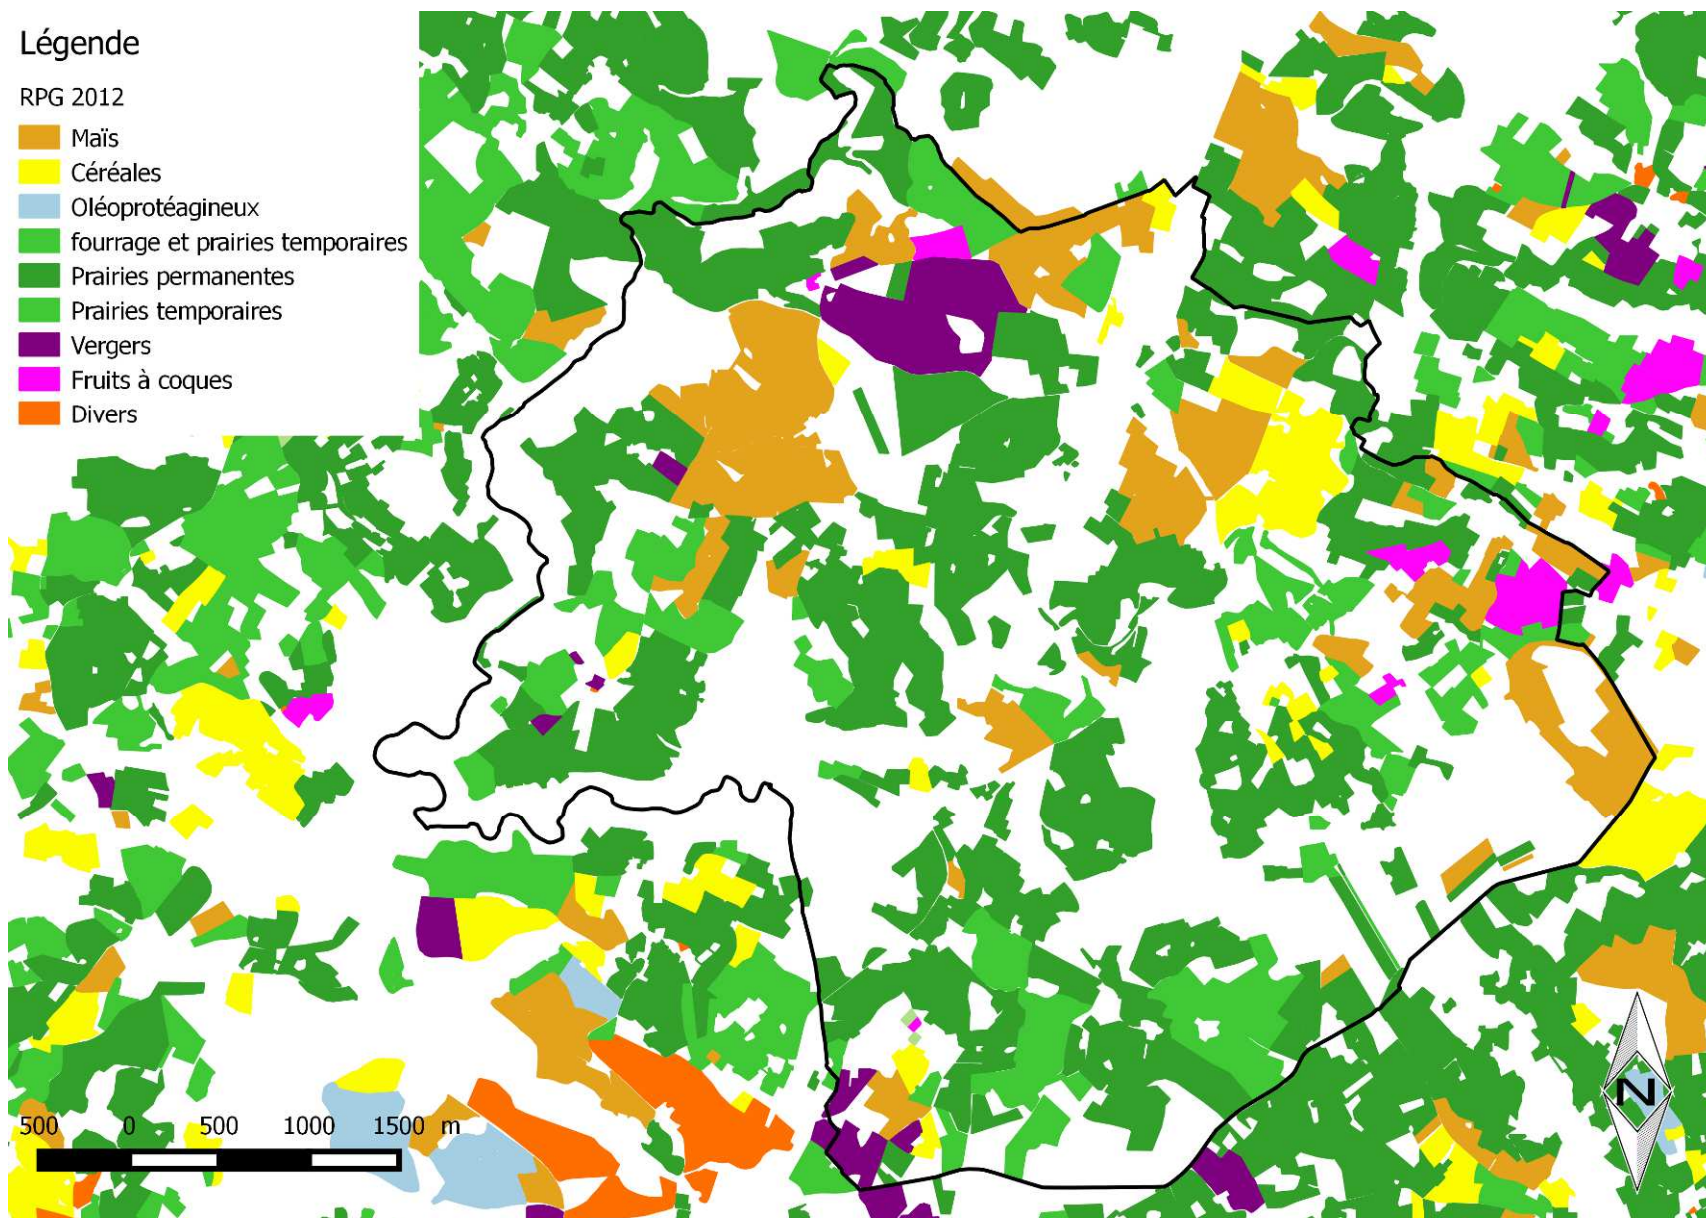 Légende
RPG 2012
Maïs
Céréales
Oléoprotéagineux
fourrage et prairies temporaires
Prairies permanentes
Prairies temporaires
Vergers
Fruits à coques
Divers
500 0 500 1000 1500 m
N